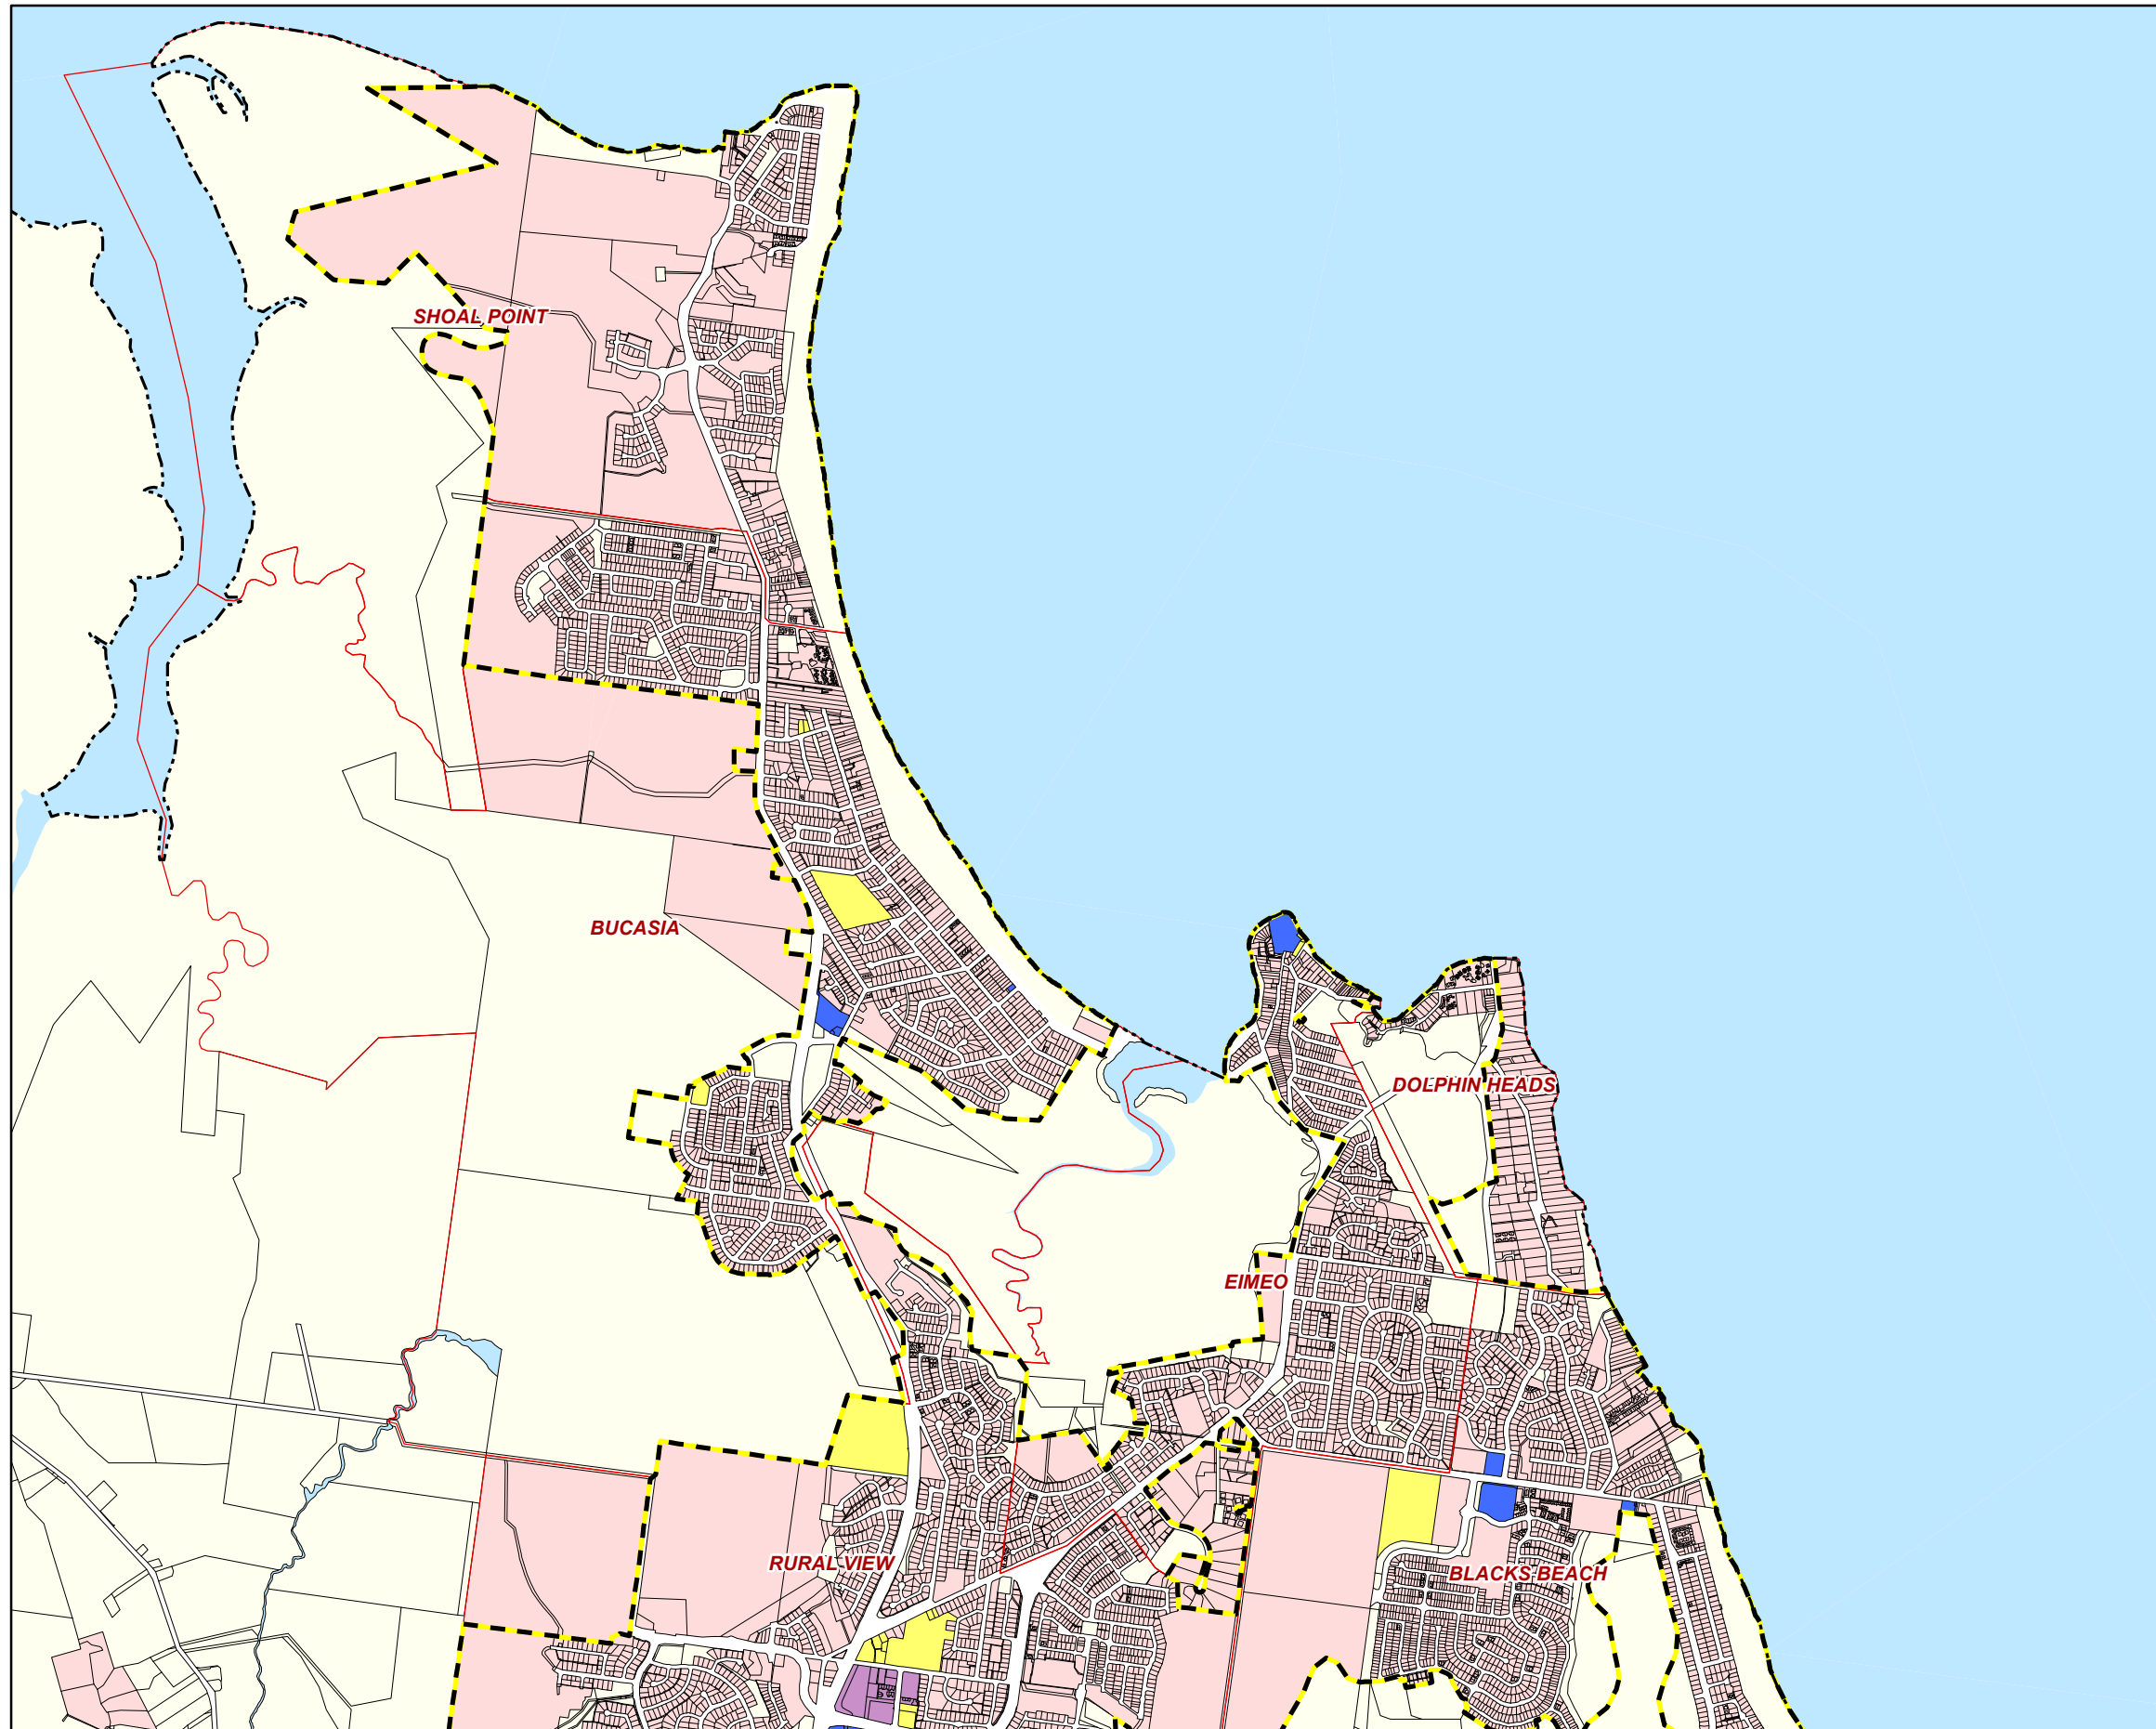 SHOAL POINT
BUCASIA
DOLPHIN HEADS
EIMEO
RURAL VIEW
BLACKS BEACH